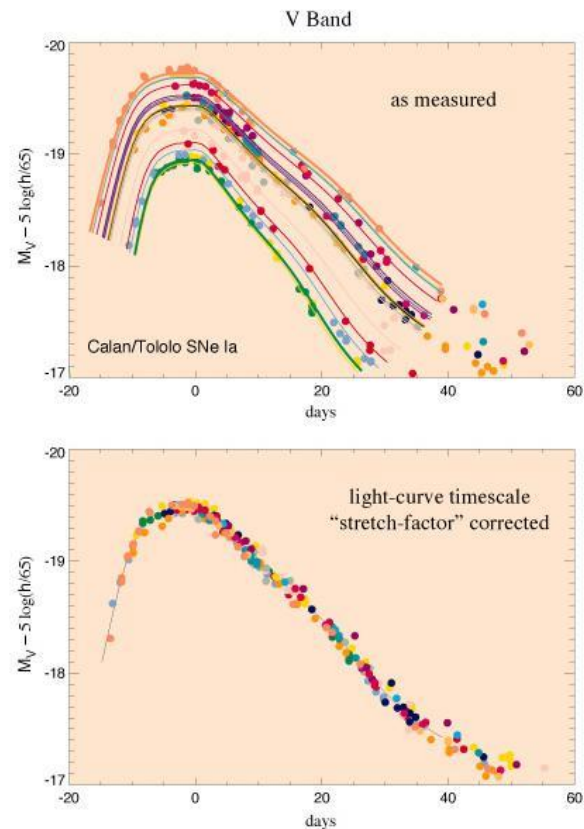 V Band
-20
as measured
-19
M_V − 5 log(h/65)
-18
Calan/Tololo SNe Ia
-17
-20 0 20 40 60
days
-20
light-curve timescale
“stretch-factor” corrected
-19
M_V − 5 log(h/65)
-18
-17
-20 0 20 40 60
days